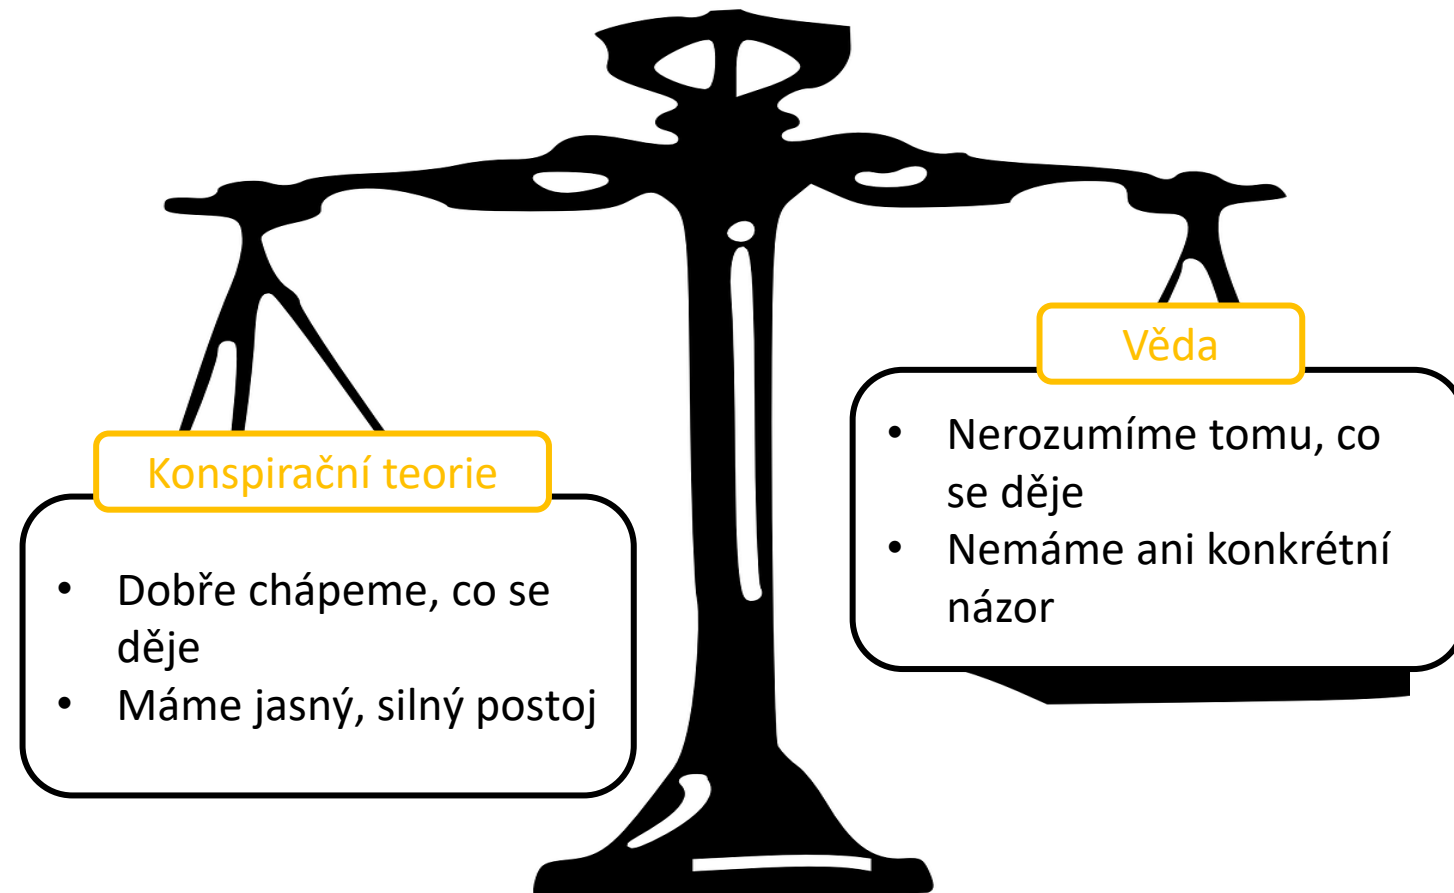 Konspirační teorie
• Dobře chápeme, co se
děje
• Máme jasný, silný postoj
Věda
• Nerozumíme tomu, co
se děje
• Nemáme ani konkrétní
názor